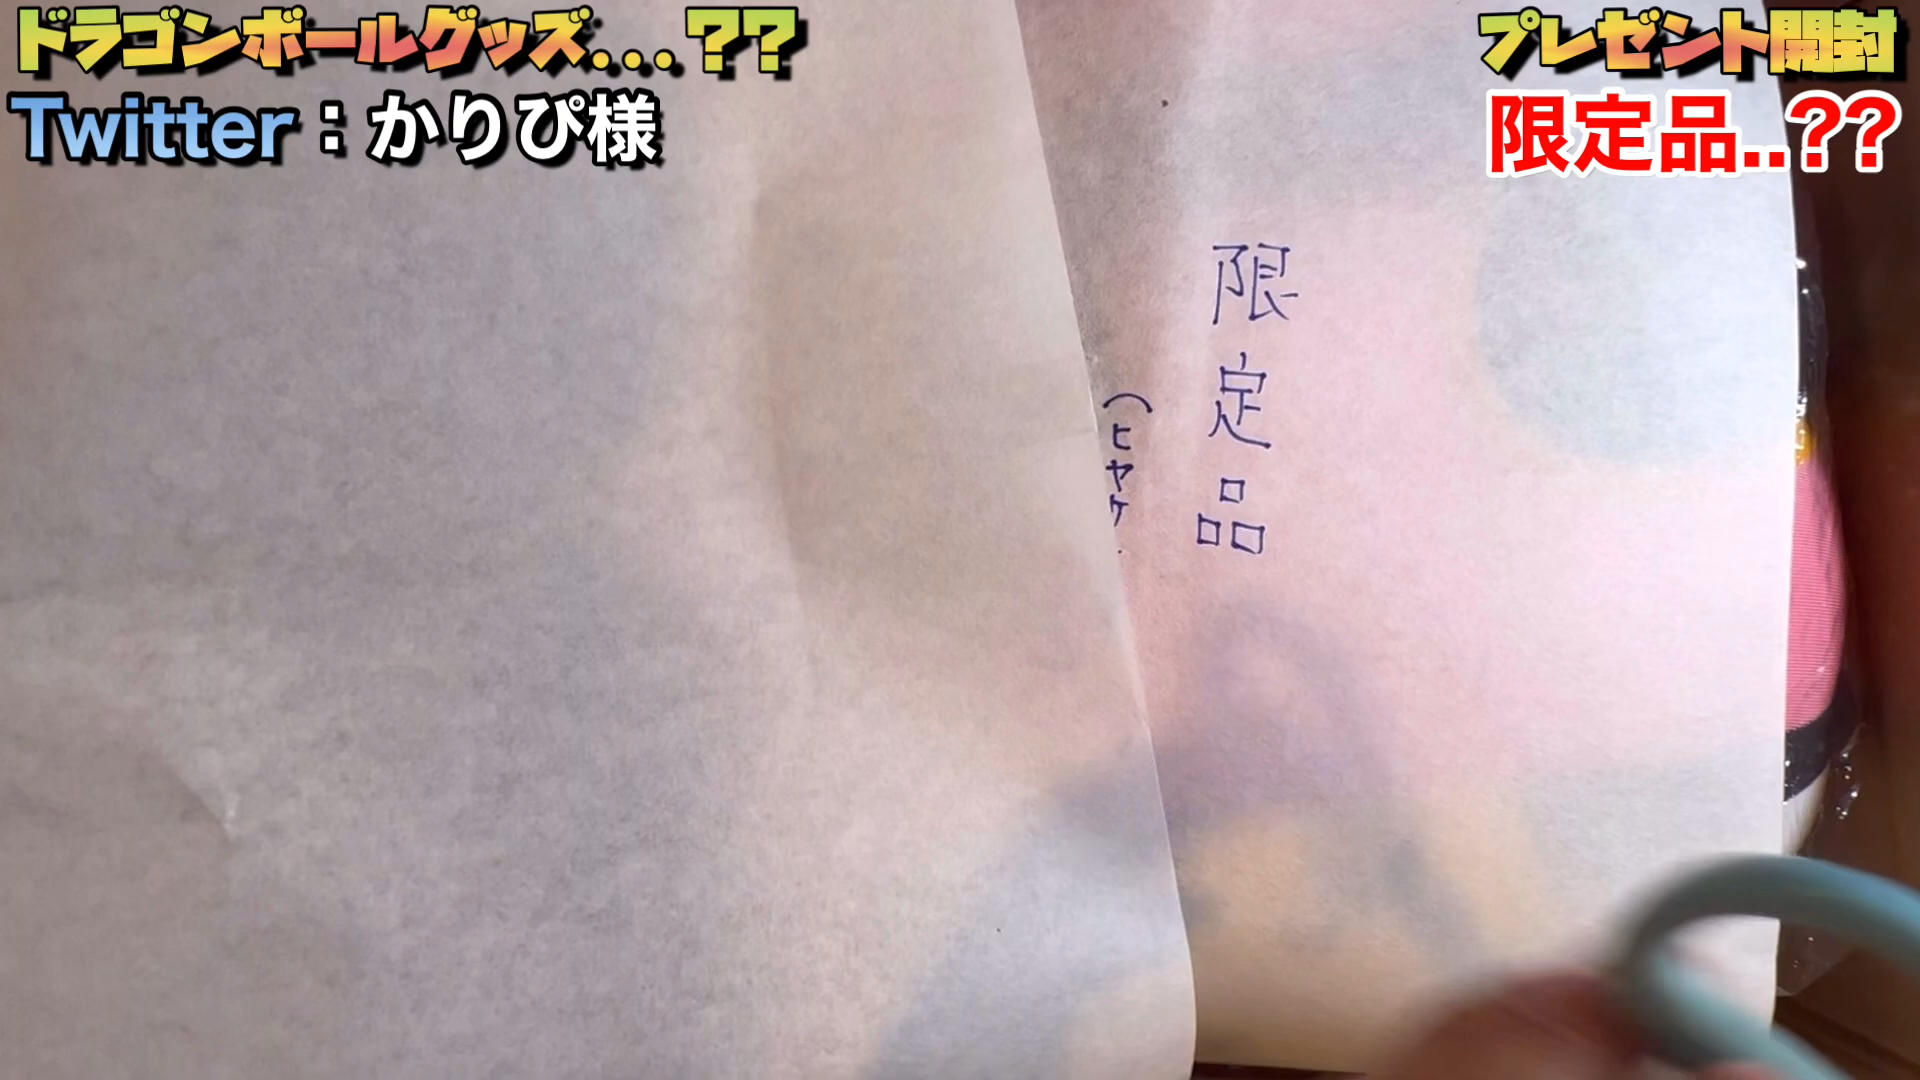 ドラゴンボールグッズ...??
Twitter：かりぴ様
プレゼント開封
限定品..??
限定品
(ヒヤケ